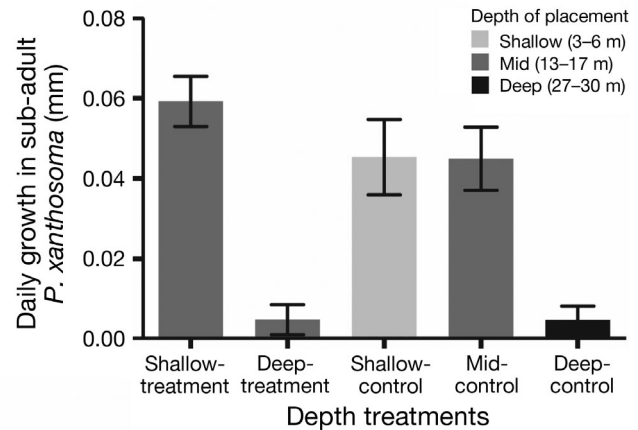 Depth of placement
Shallow (3–6 m)
Mid (13–17 m)
Deep (27–30 m)
Daily growth in sub-adult
P. xanthosoma (mm)
0.08
0.06
0.04
0.02
0.00
Shallow-
treatment
Deep-
treatment
Shallow-
control
Mid-
control
Deep-
control
Depth treatments